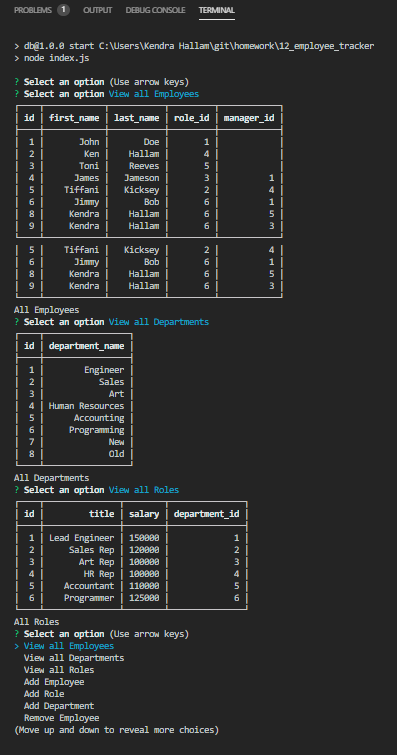 PROBLEMS 1 OUTPUT DEBUG CONSOLE TERMINAL
> db@1.0.0 start C:\Users\Kendra Hallam\git\homework\12_employee_tracker
> node index.js
? Select an option (Use arrow keys)
? Select an option View all Employees
id first_name last_name role_id manager_id
1 John Doe 1
2 Ken Hallam 4
3 Toni Reeves 5
4 James Jameson 3 1
5 Tiffani Kicksey 2 4
6 Jimmy Bob 6 1
8 Kendra Hallam 6 5
9 Kendra Hallam 6 3
5 Tiffani Kicksey 2 4
6 Jimmy Bob 6 1
8 Kendra Hallam 6 5
9 Kendra Hallam 6 3
All Employees
? Select an option View all Departments
id department_name
1 Engineer
2 Sales
3 Art
4 Human Resources
5 Accounting
6 Programming
7 New
8 Old
All Departments
? Select an option View all Roles
id title salary department_id
1 Lead Engineer 150000 1
2 Sales Rep 120000 2
3 Art Rep 100000 3
4 HR Rep 100000 4
5 Accountant 110000 5
6 Programmer 125000 6
All Roles
? Select an option (Use arrow keys)
> View all Employees
View all Departments
View all Roles
Add Employee
Add Role
Add Department
Remove Employee
(Move up and down to reveal more choices)